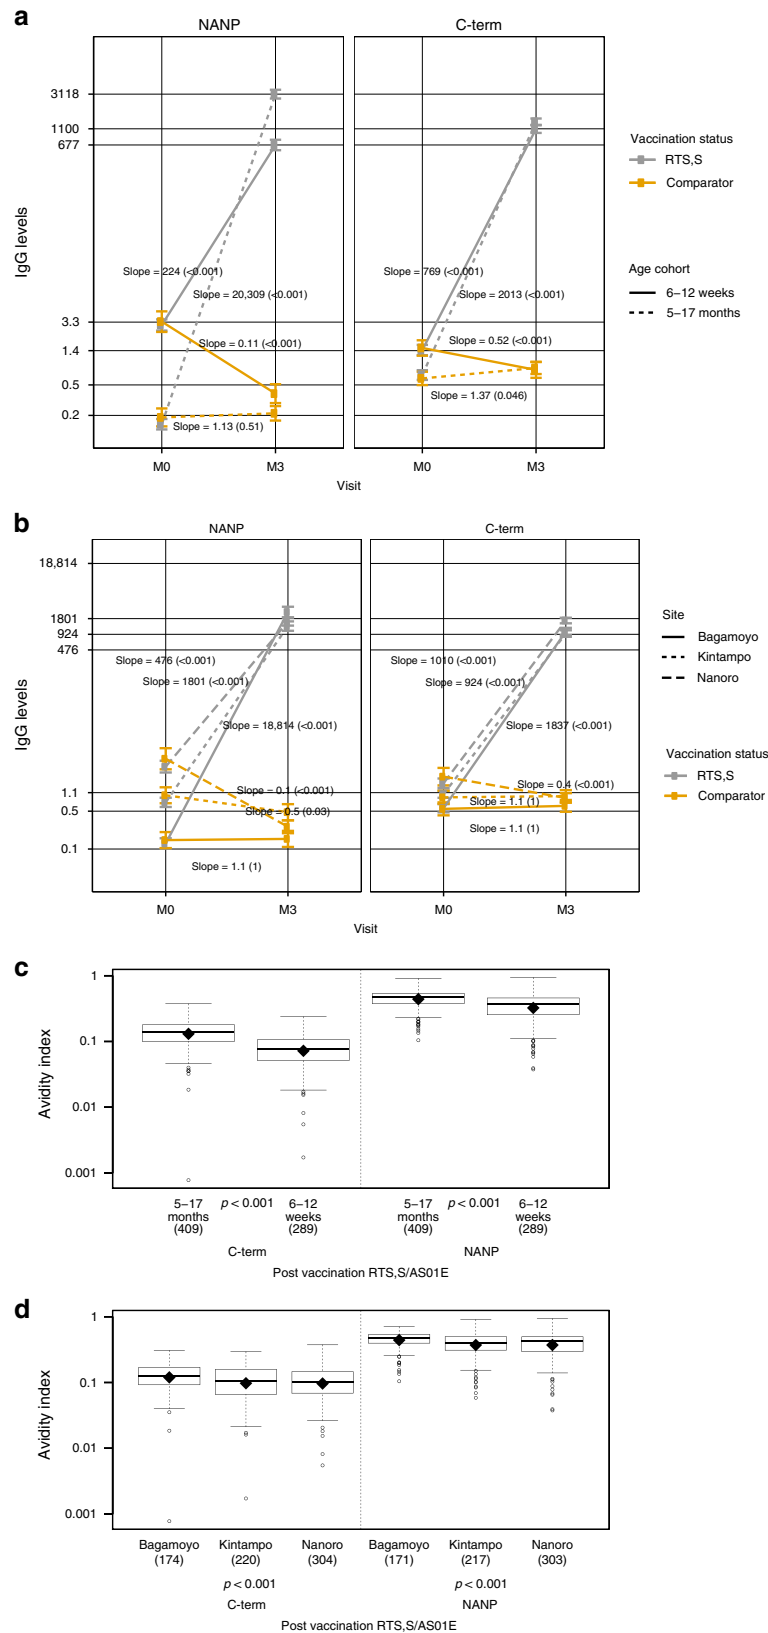 a
NANP
C-term
3118
1100
677
3.3
1.4
0.5
0.2
IgG levels
Slope = 224 (<0.001)
Slope = 20,309 (<0.001)
Slope = 0.11 (<0.001)
Slope = 1.13 (0.51)
Slope = 769 (<0.001)
Slope = 2013 (<0.001)
Slope = 0.52 (<0.001)
Slope = 1.37 (0.046)
M0
M3
M0
M3
Visit
Vaccination status
RTS,S
Comparator
Age cohort
6–12 weeks
5–17 months
b
NANP
C-term
18,814
1801
924
476
1.1
0.5
0.1
IgG levels
Slope = 476 (<0.001)
Slope = 1801 (<0.001)
Slope = 18,814 (<0.001)
Slope = 0.1 (<0.001)
Slope = 0.5 (0.03)
Slope = 1.1 (1)
Slope = 1010 (<0.001)
Slope = 924 (<0.001)
Slope = 1837 (<0.001)
Slope = 0.4 (<0.001)
Slope = 1.1 (1)
Slope = 1.1 (1)
M0
M3
M0
M3
Visit
Site
Bagamoyo
Kintampo
Nanoro
Vaccination status
RTS,S
Comparator
c
1
0.1
0.01
0.001
Avidity index
5–17 months (409)
p < 0.001
6–12 weeks (289)
5–17 months (409)
p < 0.001
6–12 weeks (289)
C-term
NANP
Post vaccination RTS,S/AS01E
d
1
0.1
0.01
0.001
Avidity index
Bagamoyo (174)
Kintampo (220)
Nanoro (304)
Bagamoyo (171)
Kintampo (217)
Nanoro (303)
p < 0.001
p < 0.001
C-term
NANP
Post vaccination RTS,S/AS01E